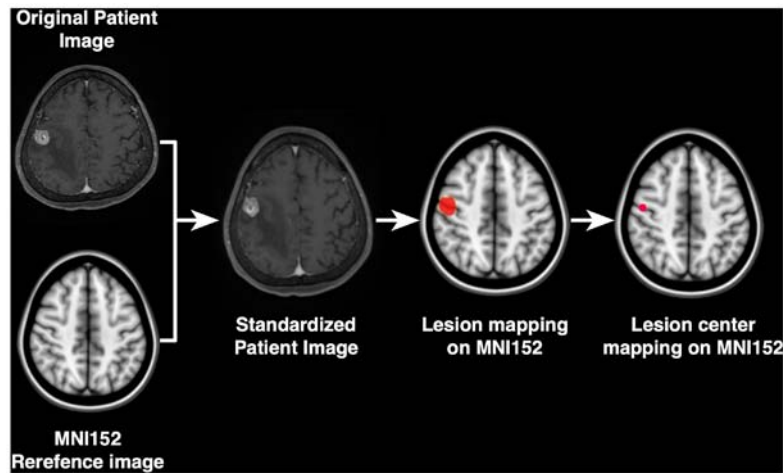 Original Patient
Image
Standardized
Patient Image
Lesion mapping
on MNI152
Lesion center
mapping on MNI152
MNI152
Rerefence image